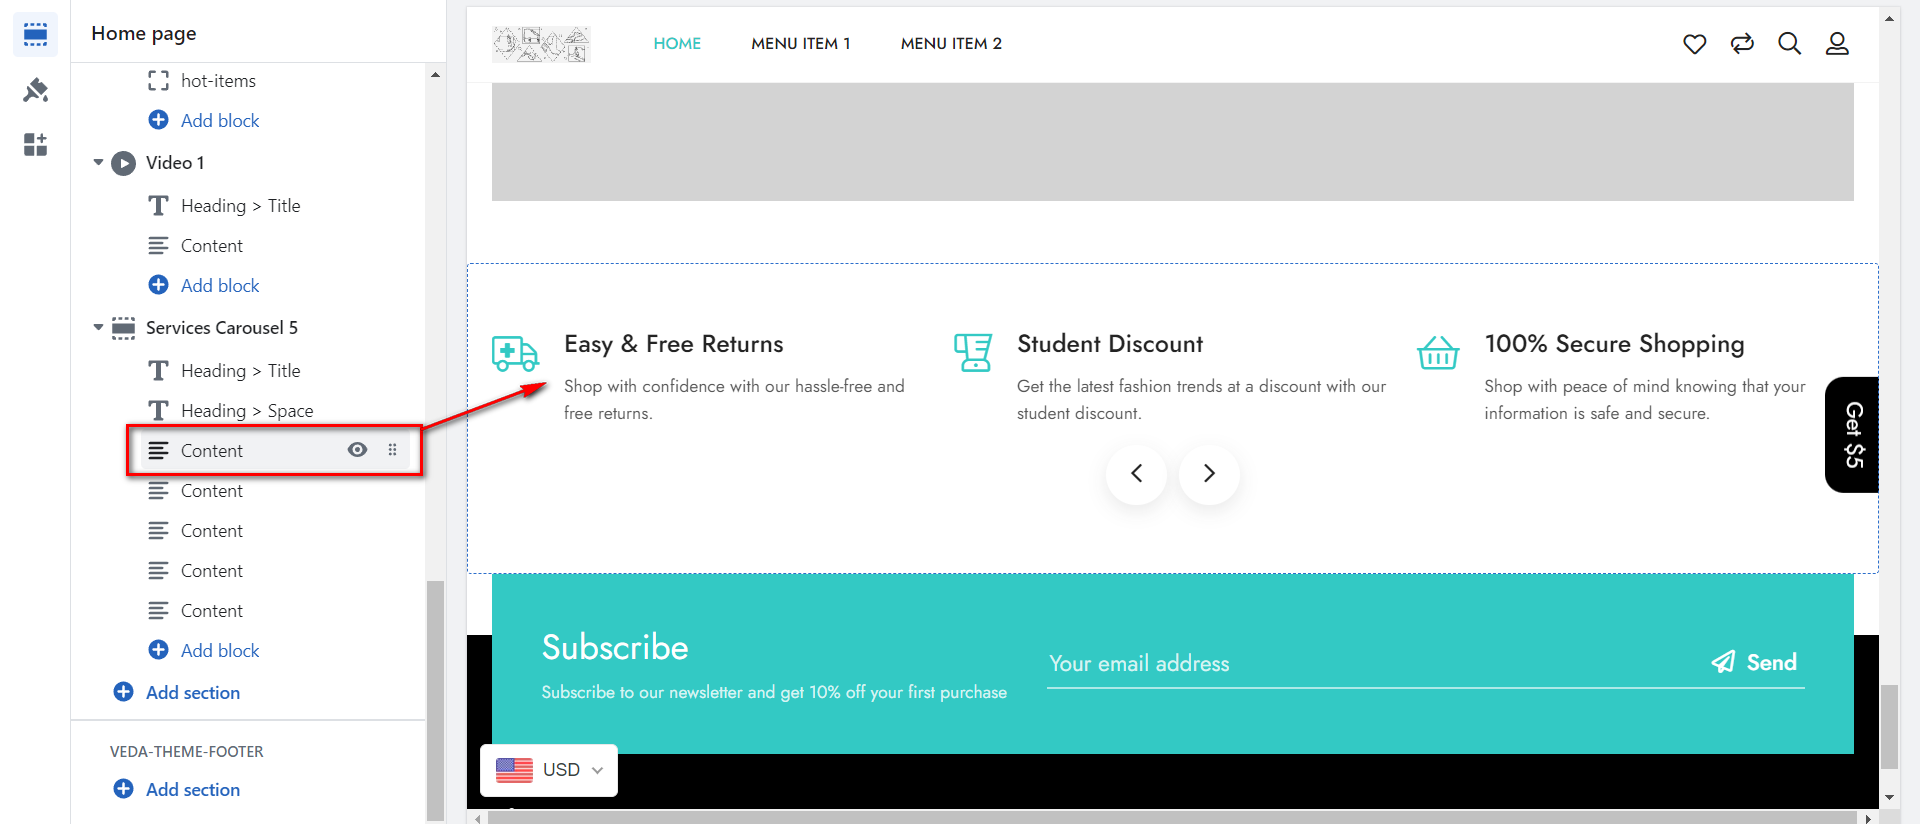 Home page
hot-items
Add block
Video 1
Heading > Title
Content
Add block
Services Carousel 5
Heading > Title
Heading > Space
Content
Content
Content
Content
Content
Add block
Add section
VEDA-THEME-FOOTER
Add section
HOME MENU ITEM 1 MENU ITEM 2
Easy & Free Returns
Shop with confidence with our hassle-free and
free returns.
Student Discount
Get the latest fashion trends at a discount with our
student discount.
100% Secure Shopping
Shop with peace of mind knowing that your
information is safe and secure.
Get $5
Subscribe
Subscribe to our newsletter and get 10% off your first purchase
Your email address
Send
USD